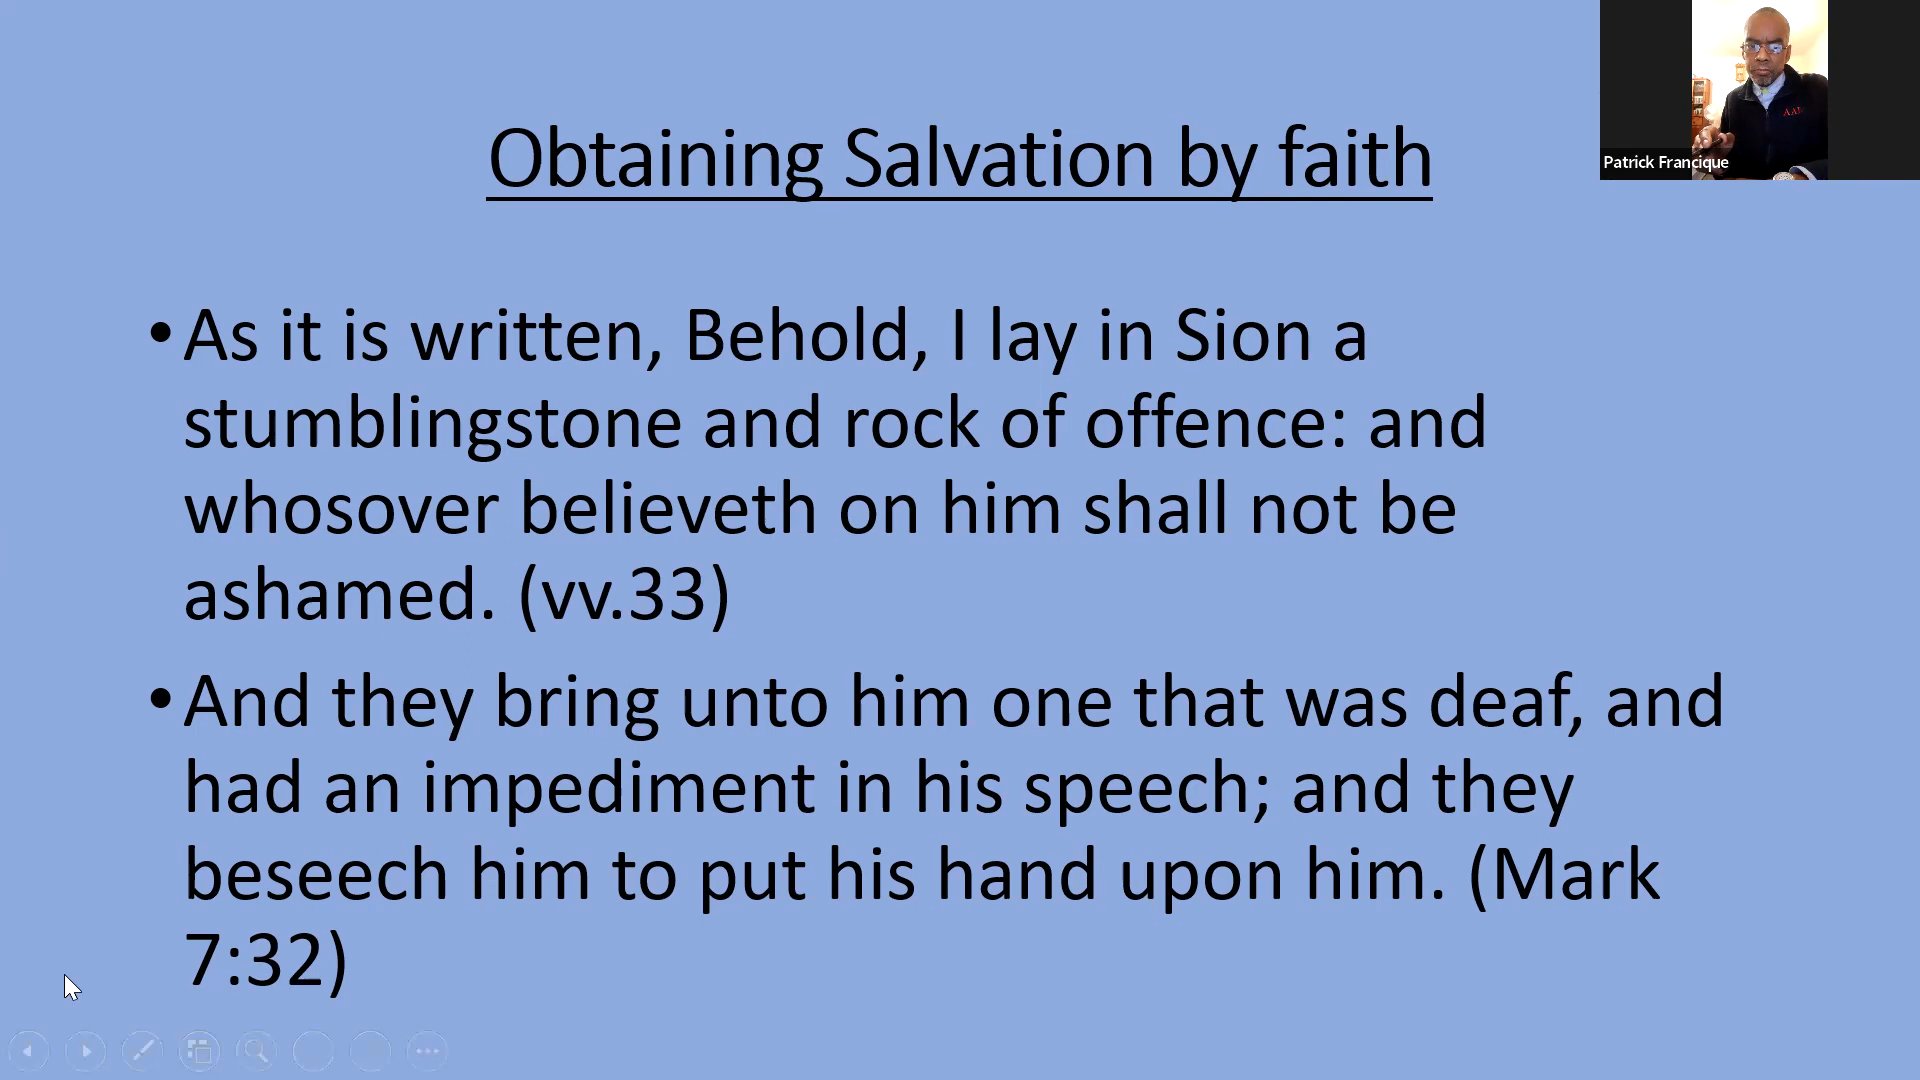 Obtaining Salvation by faith
• As it is written, Behold, I lay in Sion a
stumblingstone and rock of offence: and
whosover believeth on him shall not be
ashamed. (vv.33)
• And they bring unto him one that was deaf, and
had an impediment in his speech; and they
beseech him to put his hand upon him. (Mark
7:32)
Patrick Francique